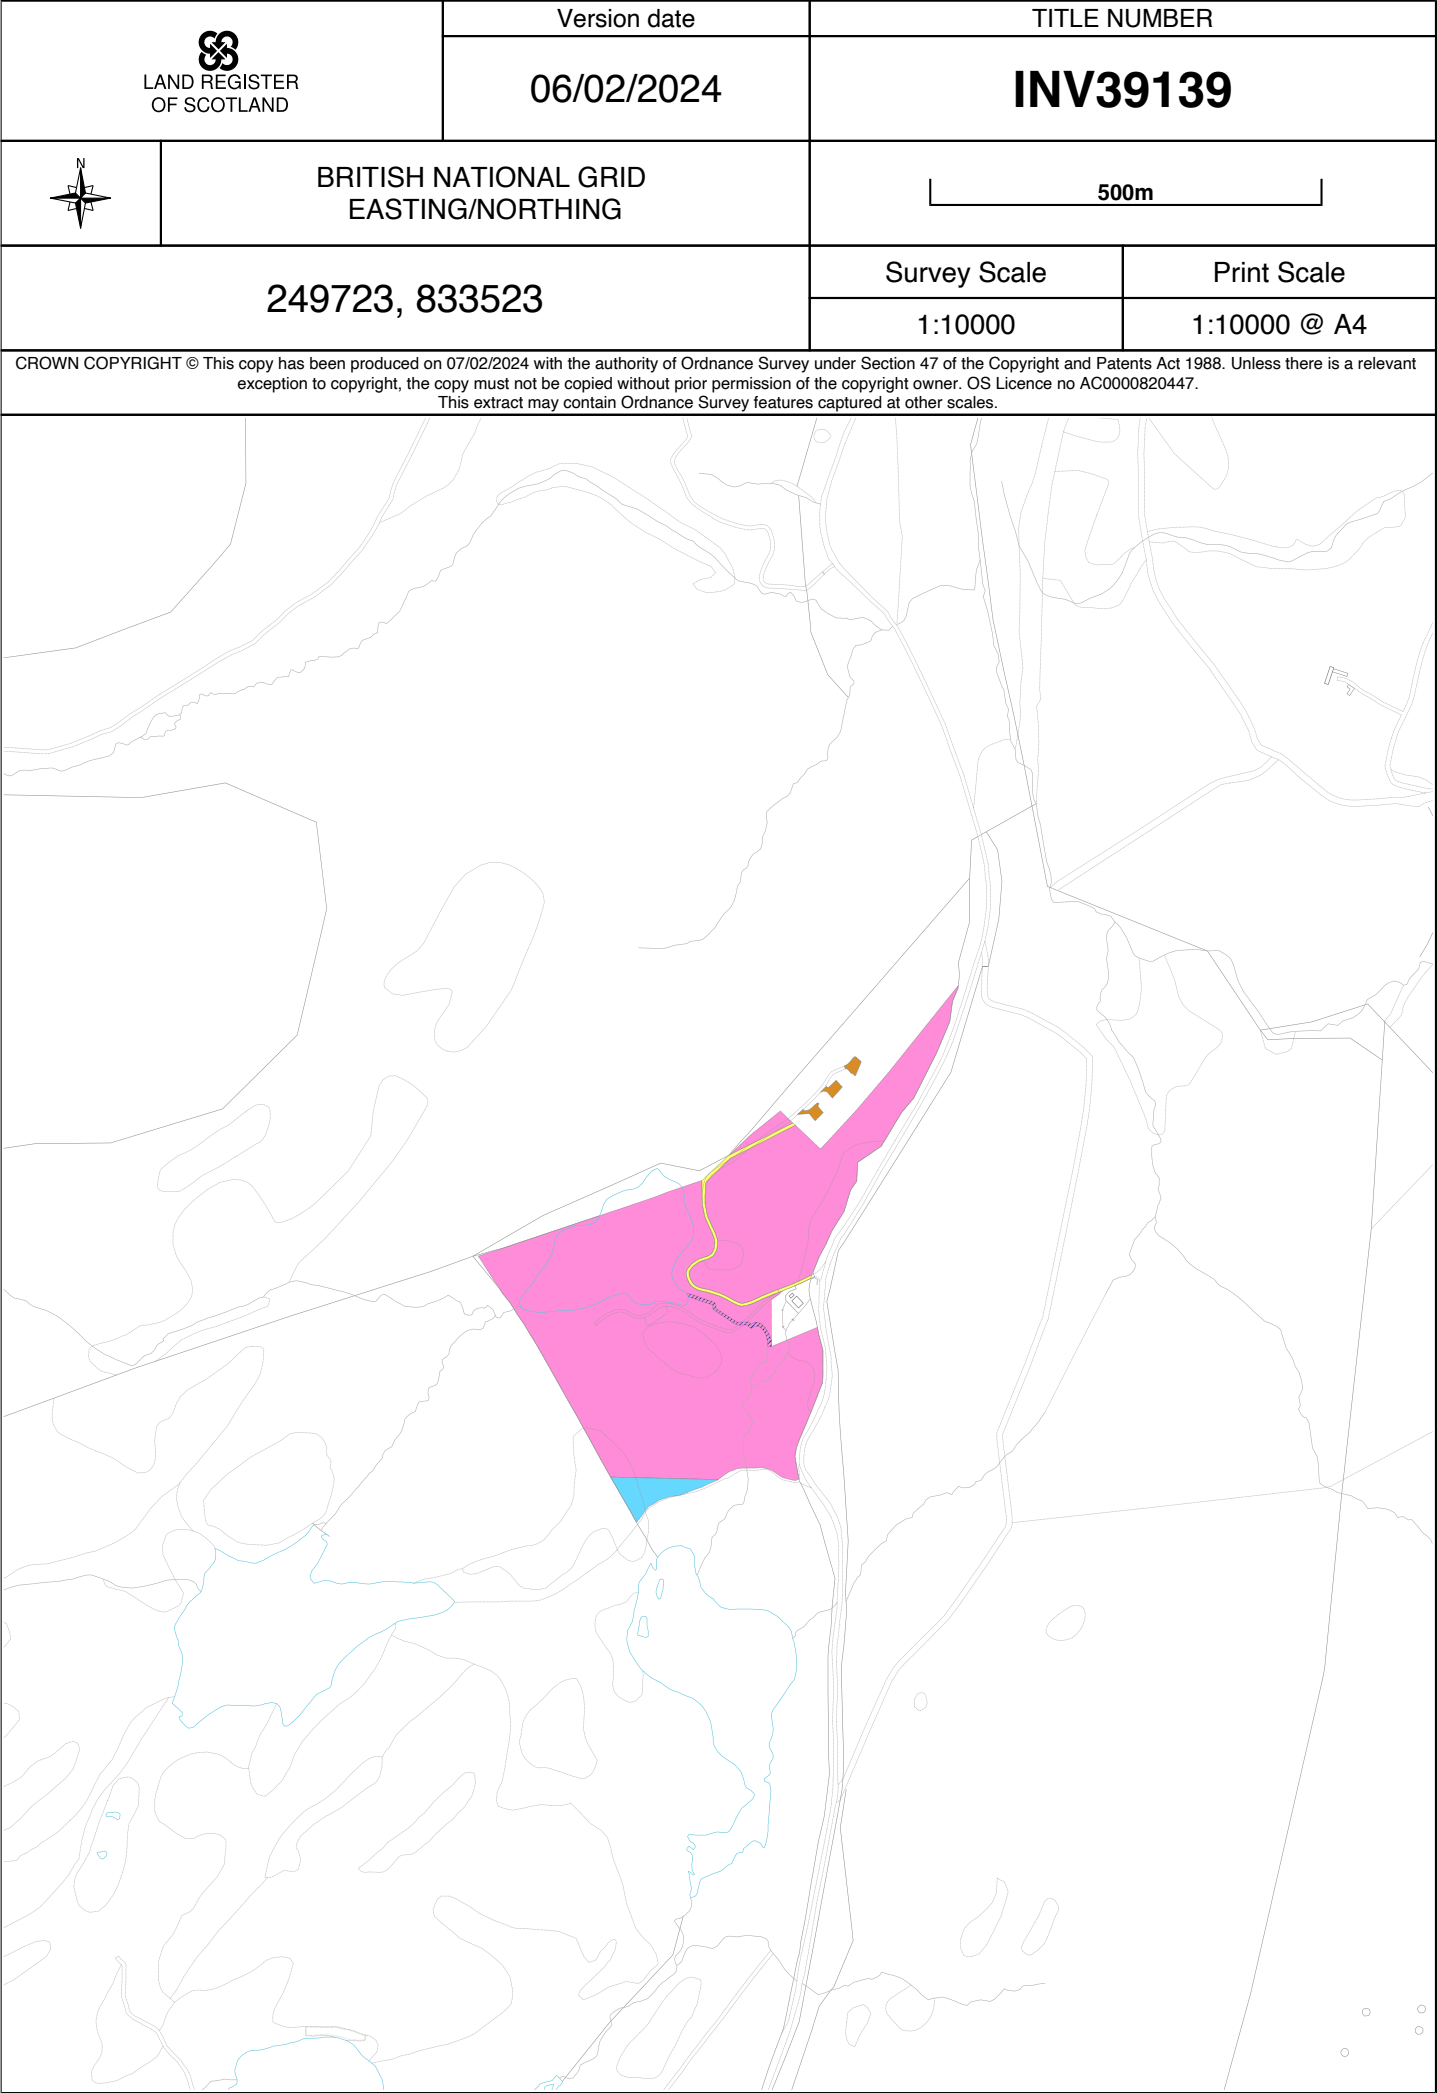 LAND REGISTER
OF SCOTLAND
Version date
06/02/2024
TITLE NUMBER
INV39139
N
BRITISH NATIONAL GRID
EASTING/NORTHING
500m
249723, 833523
Survey Scale
1:10000
Print Scale
1:10000 @ A4
CROWN COPYRIGHT © This copy has been produced on 07/02/2024 with the authority of Ordnance Survey under Section 47 of the Copyright and Patents Act 1988. Unless there is a relevant
exception to copyright, the copy must not be copied without prior permission of the copyright owner. OS Licence no AC0000820447.
This extract may contain Ordnance Survey features captured at other scales.